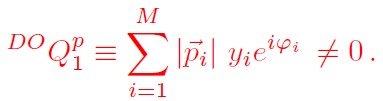 $^{DO}Q_1^p \equiv \sum_{i=1}^{M} |\vec{p}_i| \ y_i e^{i\varphi_i} \ \neq 0 \, .$